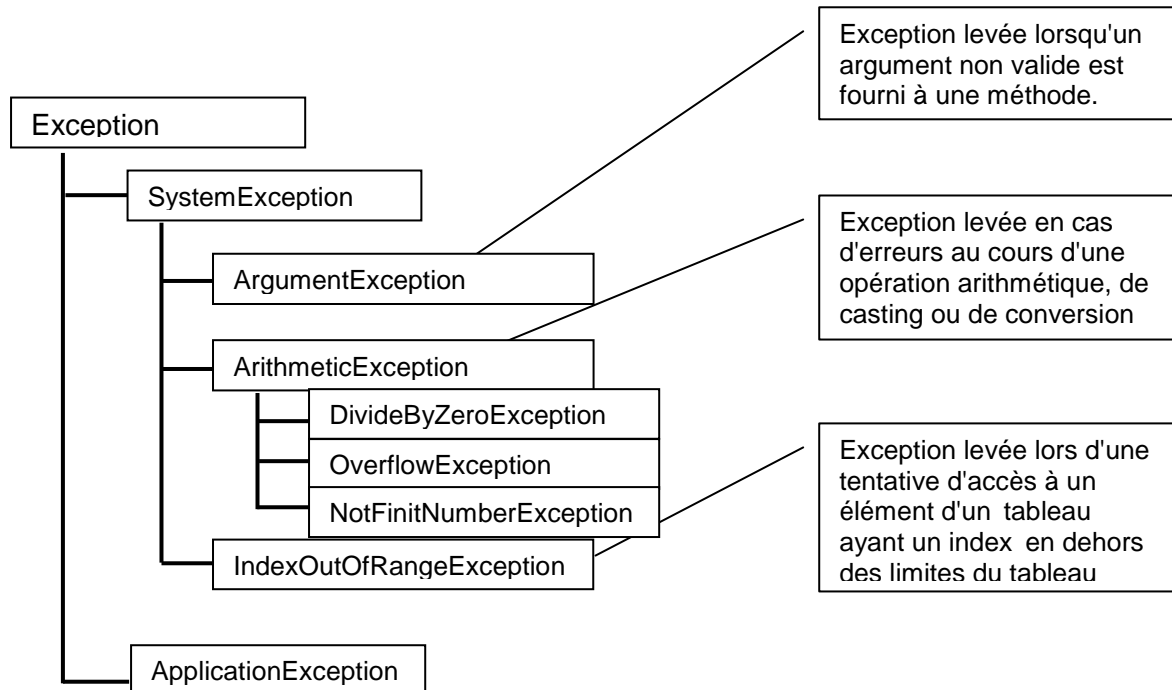 Exception levée lorsqu'un
argument non valide est
fourni à une méthode.
Exception
SystemException
Exception levée en cas
d'erreurs au cours d'une
opération arithmétique, de
casting ou de conversion
ArgumentException
ArithmeticException
DivideByZeroException
OverflowException
NotFinitNumberException
IndexOutOfRangeException
Exception levée lors d'une
tentative d'accès à un
élément d'un tableau
ayant un index en dehors
des limites du tableau
ApplicationException